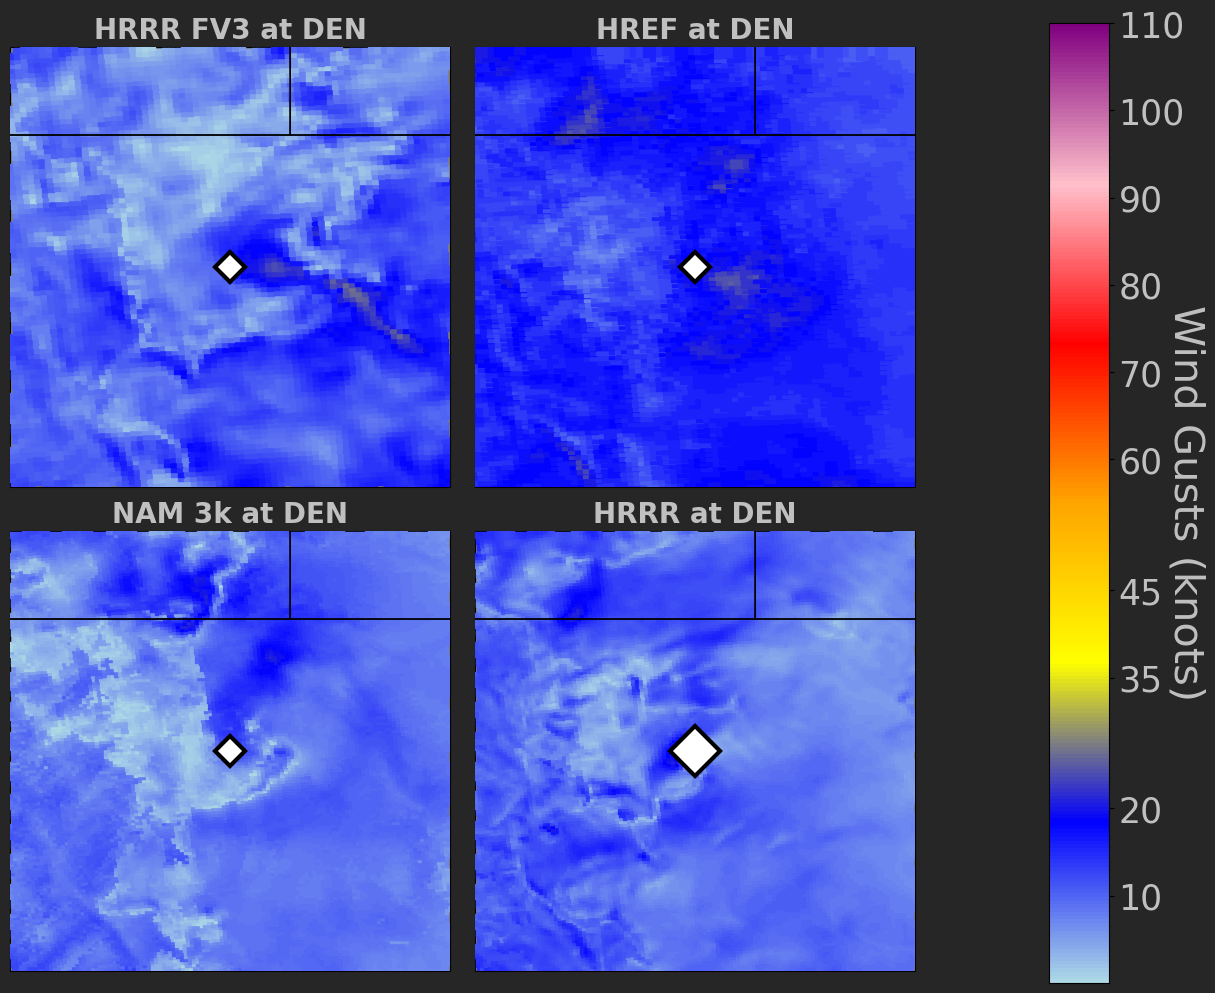 HRRR FV3 at DEN
HREF at DEN
NAM 3k at DEN
HRRR at DEN
110
100
90
80
70
60
45
35
20
10
Wind Gusts (knots)